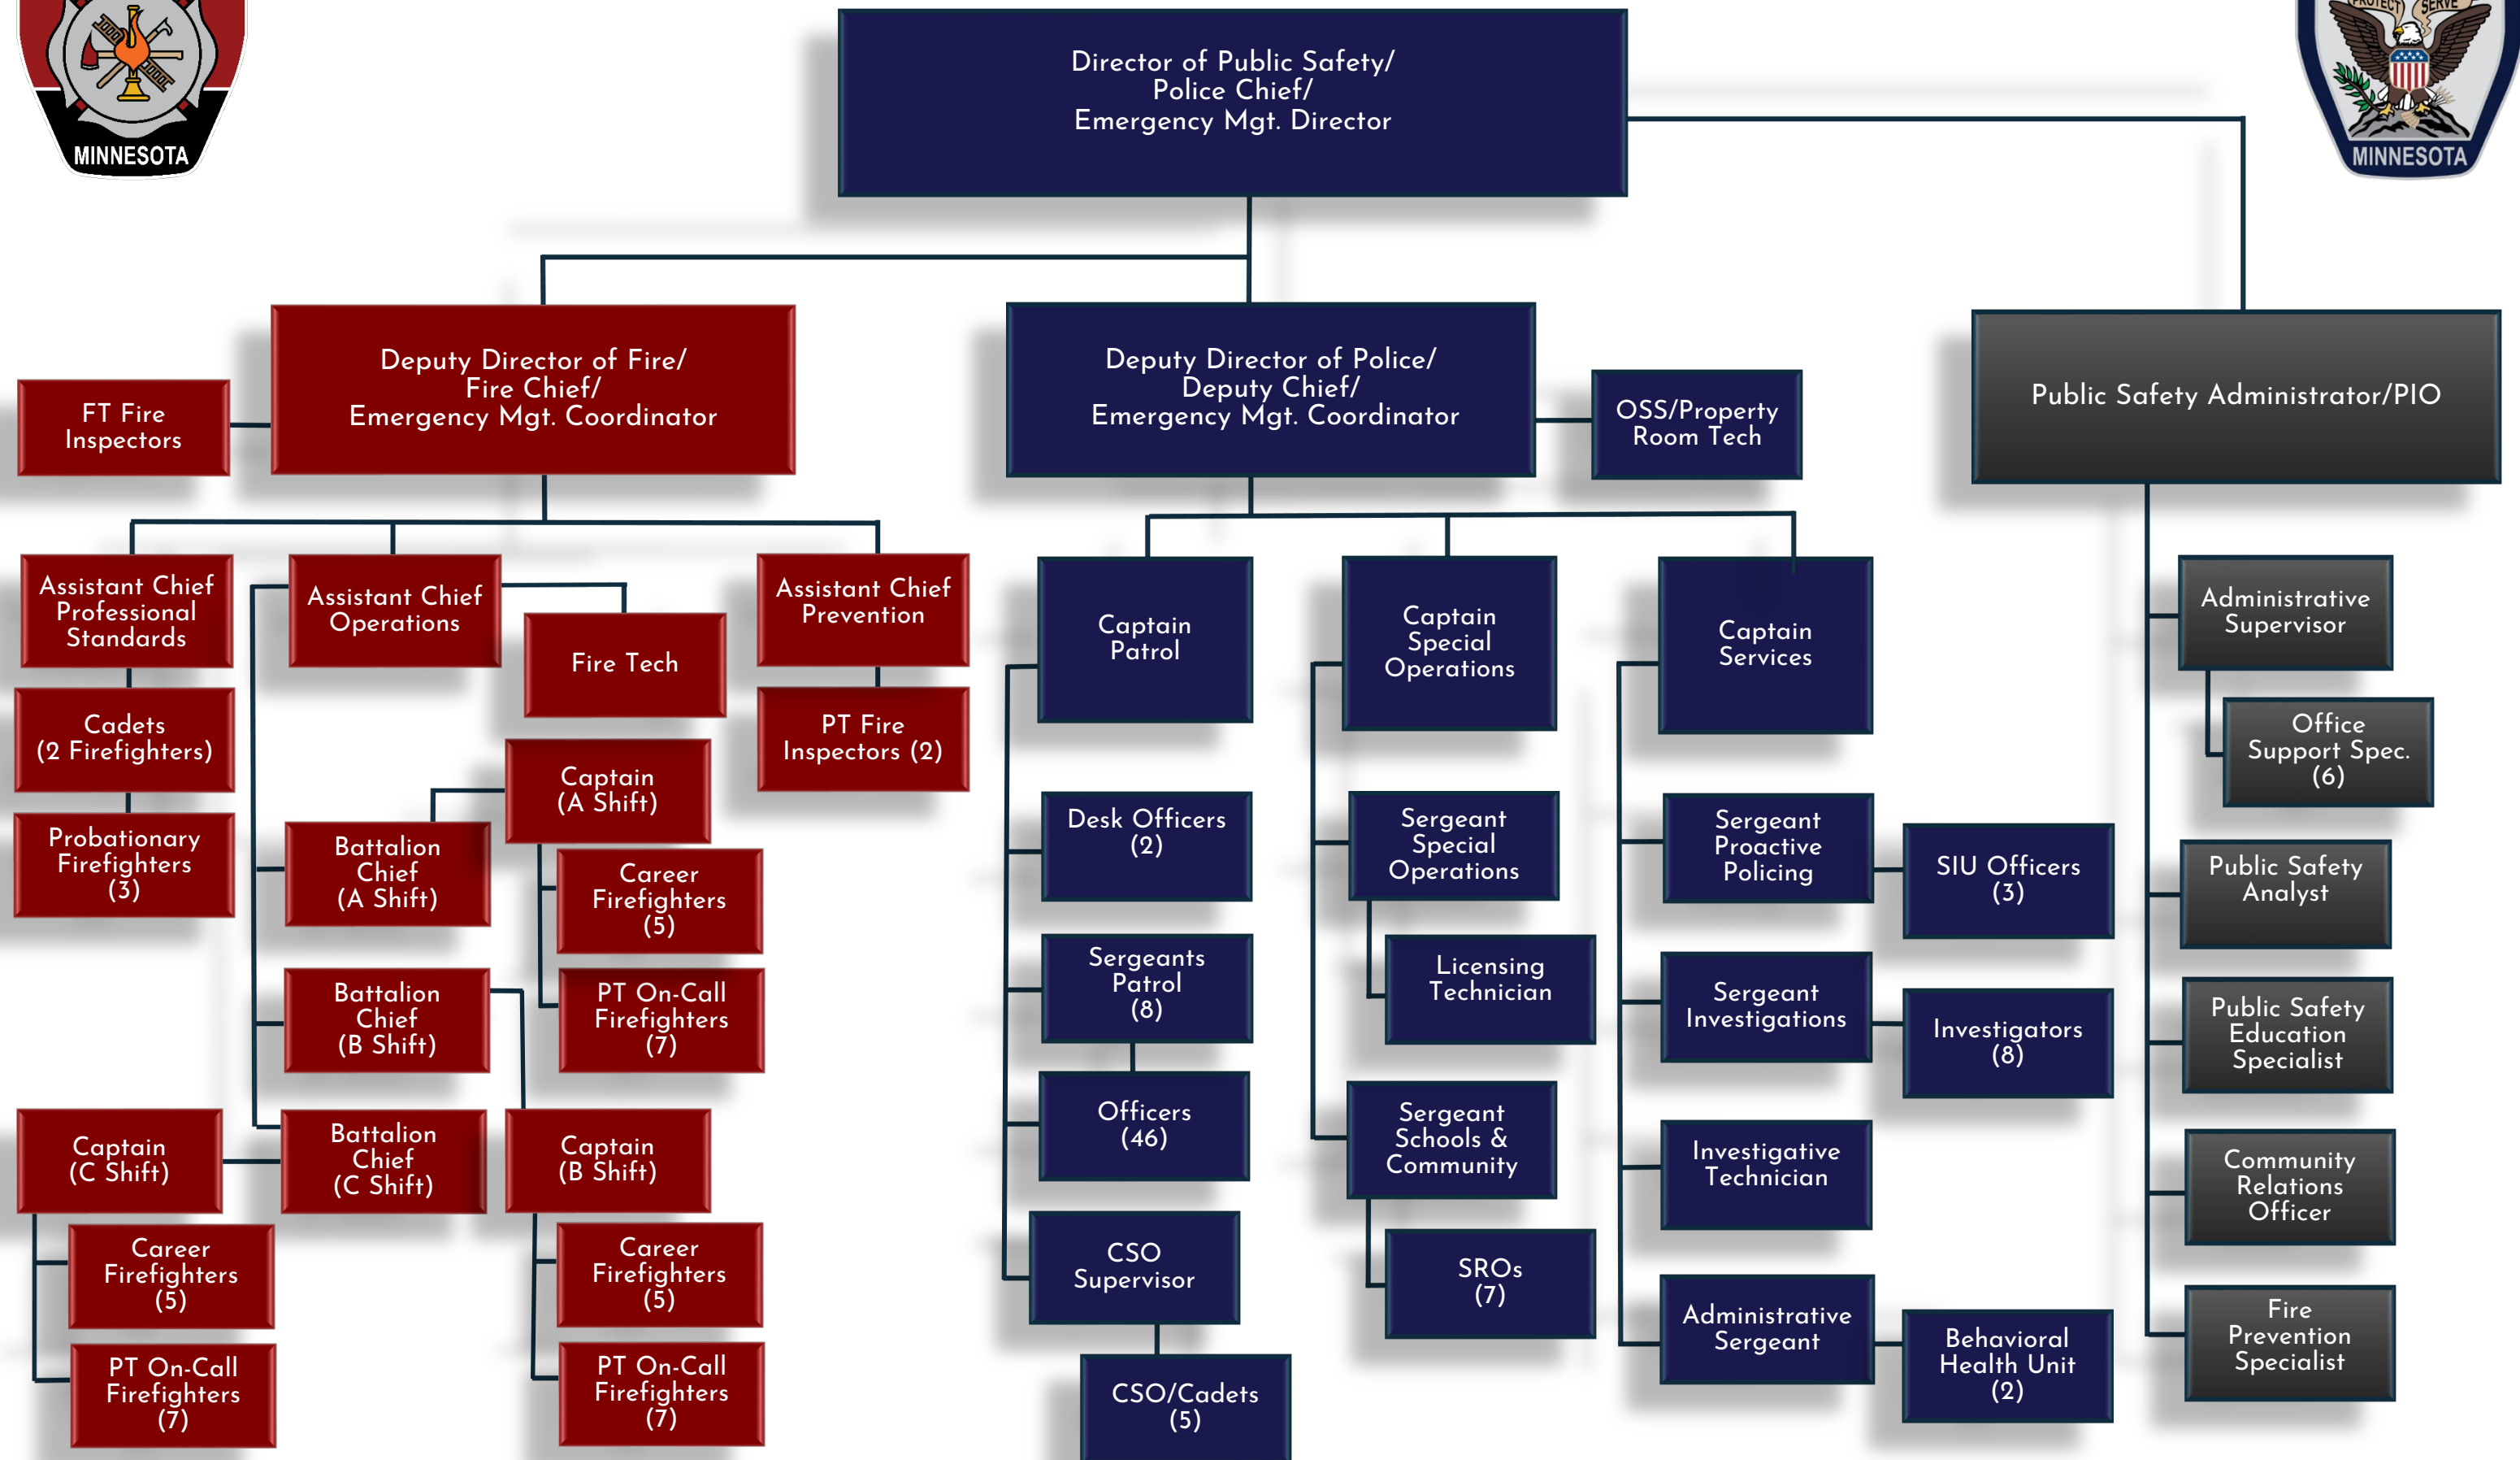 MINNESOTA
PROTECT SERVE
MINNESOTA
Director of Public Safety/
Police Chief/
Emergency Mgt. Director
Deputy Director of Fire/
Fire Chief/
Emergency Mgt. Coordinator
FT Fire
Inspectors
Deputy Director of Police/
Deputy Chief/
Emergency Mgt. Coordinator
OSS/Property
Room Tech
Public Safety Administrator/PIO
Assistant Chief
Professional
Standards
Cadets
(2 Firefighters)
Probationary
Firefighters
(3)
Assistant Chief
Operations
Fire Tech
Assistant Chief
Prevention
PT Fire
Inspectors (2)
Captain
(A Shift)
Battalion
Chief
(A Shift)
Career
Firefighters
(5)
PT On-Call
Firefighters
(7)
Battalion
Chief
(B Shift)
Captain
(C Shift)
Battalion
Chief
(C Shift)
Captain
(B Shift)
Career
Firefighters
(5)
PT On-Call
Firefighters
(7)
Career
Firefighters
(5)
PT On-Call
Firefighters
(7)
Captain
Patrol
Desk Officers
(2)
Sergeants
Patrol
(8)
Officers
(46)
CSO
Supervisor
CSO/Cadets
(5)
Captain
Special
Operations
Sergeant
Special
Operations
Licensing
Technician
Sergeant
Schools &
Community
SROs
(7)
Captain
Services
Sergeant
Proactive
Policing
SIU Officers
(3)
Sergeant
Investigations
Investigators
(8)
Investigative
Technician
Administrative
Sergeant
Behavioral
Health Unit
(2)
Administrative
Supervisor
Office
Support Spec.
(6)
Public Safety
Analyst
Public Safety
Education
Specialist
Community
Relations
Officer
Fire
Prevention
Specialist